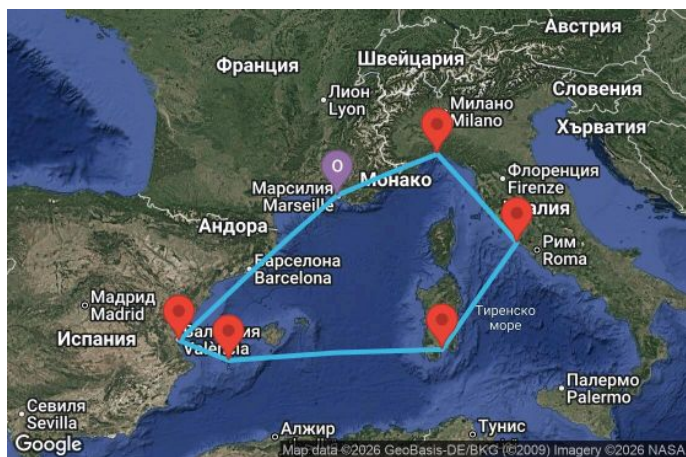 Австрия
Швейцария
Франция
Словения
Лион
Lyon
Милано
Milano
Хърватия
Марсилия
Marseille
Монако
Флоренция
Firenze
Андора
Рим
Roma
Барселона
Barcelona
Мадрид
Madrid
Тиренско
море
Испания
València
Палермо
Palermo
Севиля
Sevilla
Алжир
Тунис
Google
Map data ©2026 GeoBasis-DE/BKG (©2009) Imagery ©2026 NASA
O